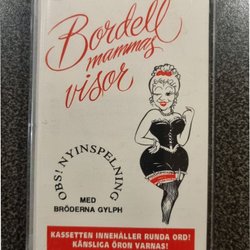 Bordell
mammas
visor
OBS! NYINSPELNING
MED
BRÖDERNA GYLPH
KASSETTEN INNEHÅLLER RUNDA ORD!
KÄNSLIGA ÖRON VARNAS!